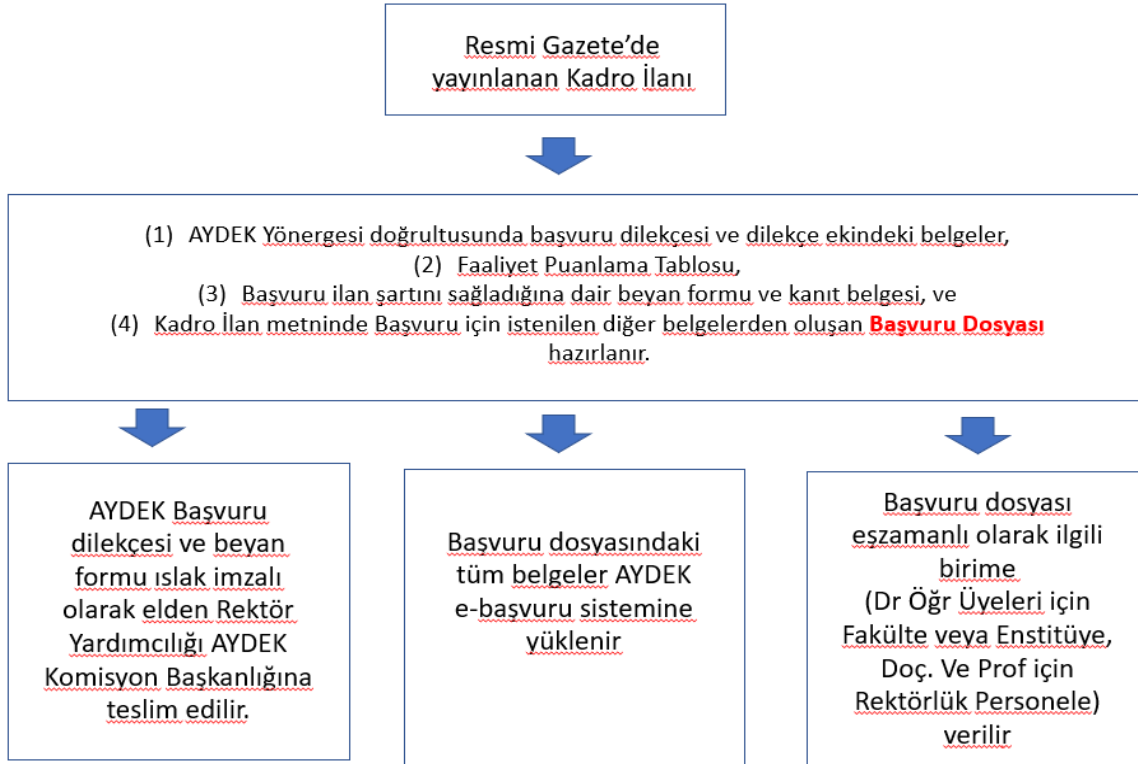 Resmi Gazete’de
yayınlanan Kadro İlanı
(1) AYDEK Yönergesi doğrultusunda başvuru dilekçesi ve dilekçe ekindeki belgeler,
(2) Faaliyet Puanlama Tablosu,
(3) Başvuru ilan şartını sağladığına dair beyan formu ve kanıt belgesi, ve
(4) Kadro İlan metninde Başvuru için istenilen diğer belgelerden oluşan Başvuru Dosyası
hazırlanır.
AYDEK Başvuru
dilekçesi ve beyan
formu ıslak imzalı
olarak elden Rektör
Yardımcılığı AYDEK
Komisyon Başkanlığına
teslim edilir.
Başvuru dosyasındaki
tüm belgeler AYDEK
e-başvuru sistemine
yüklenir
Başvuru dosyası
eşzamanlı olarak ilgili
birime
(Dr Öğr Üyeleri için
Fakülte veya Enstitüye,
Doç. Ve Prof için
Rektörlük Personele)
verilir